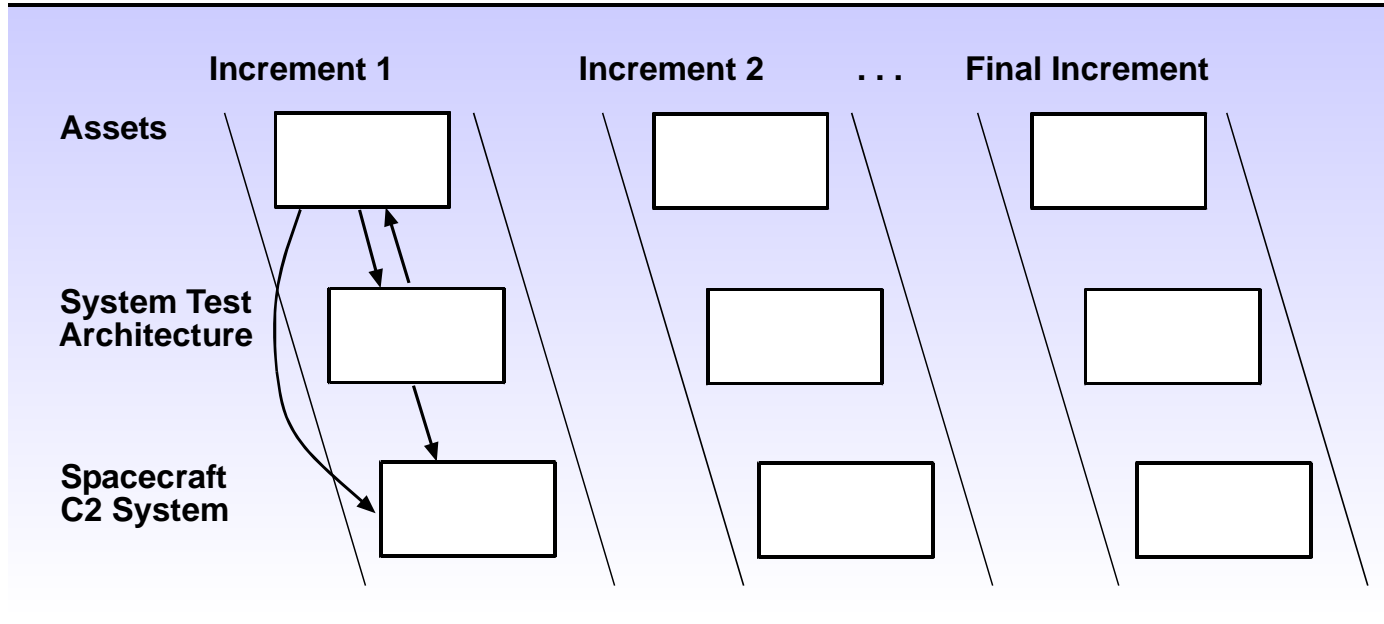 Increment 1 Increment 2 . . . Final Increment
Assets
System Test
Architecture
Spacecraft
C2 System